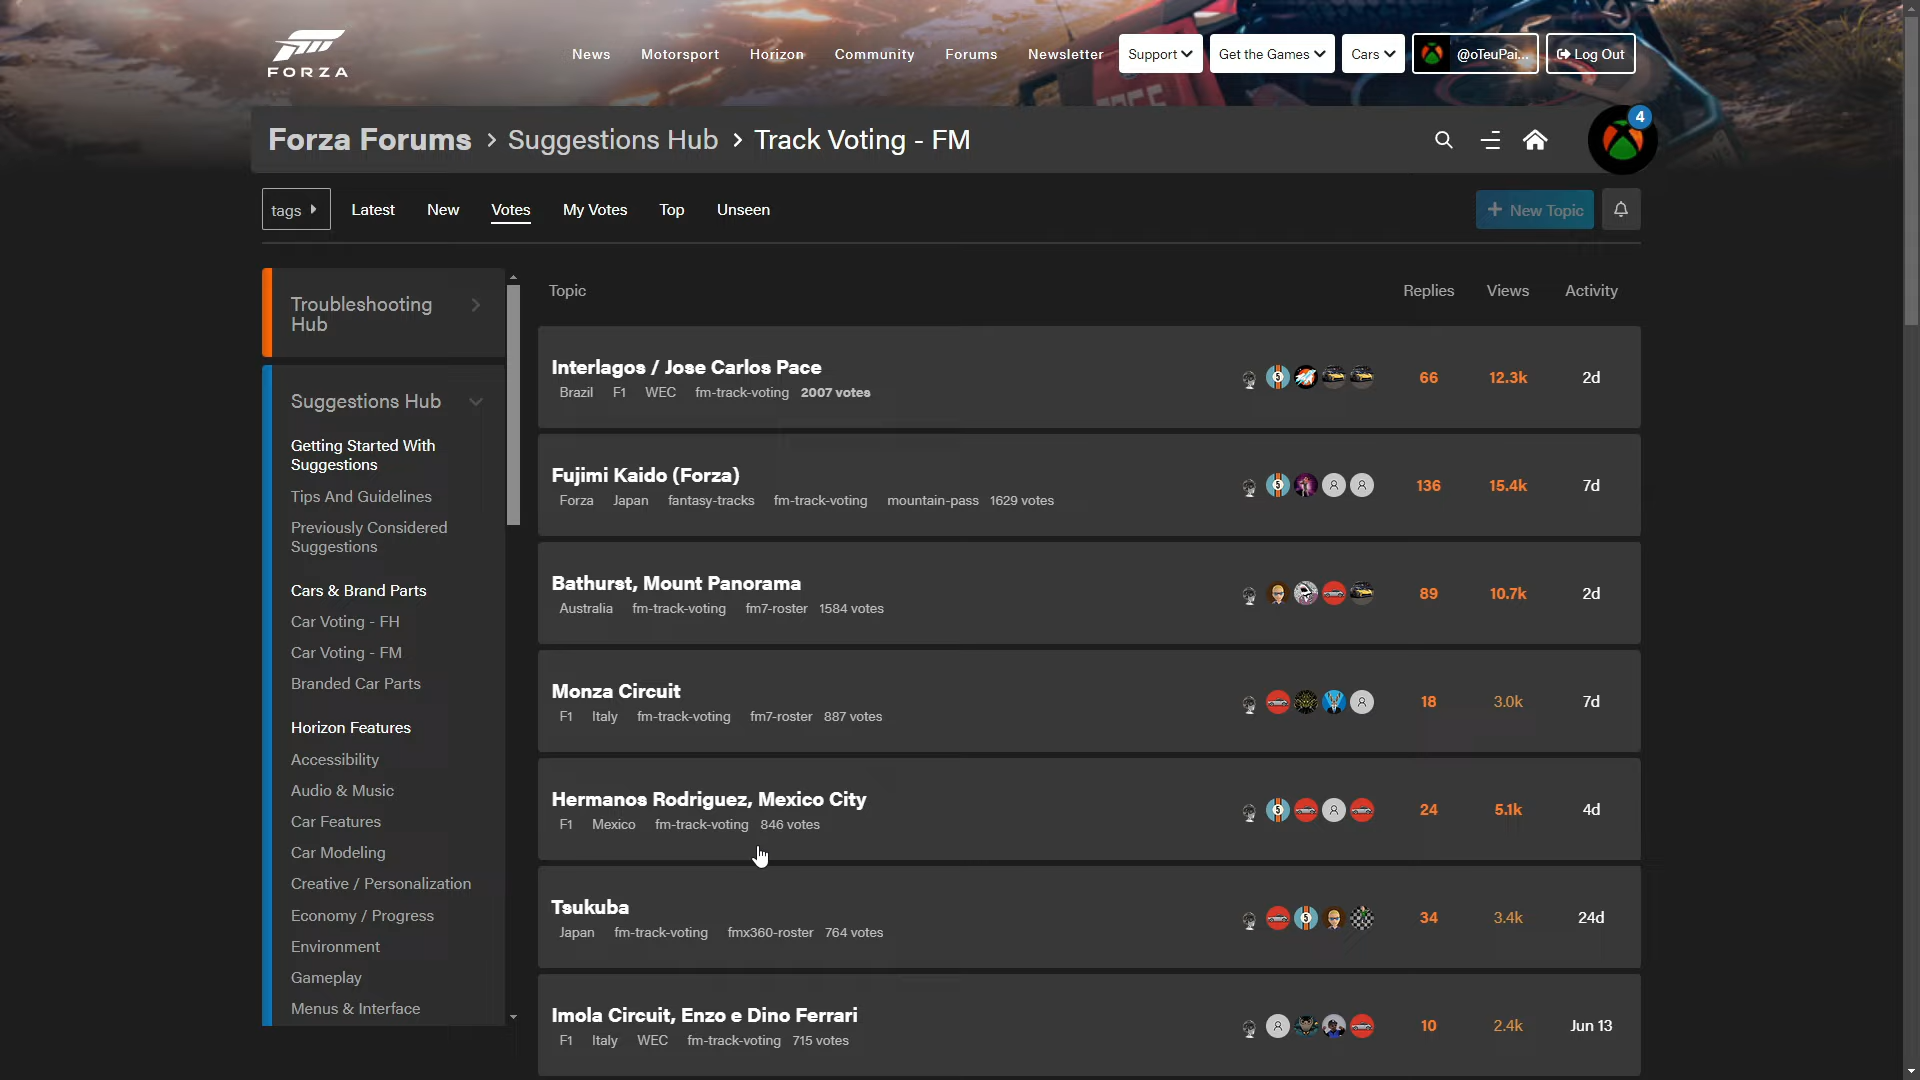 FORZA
News Motorsport Horizon Community Forums Newsletter Support Get the Games Cars @oTeuPai... Log Out
Forza Forums > Suggestions Hub > Track Voting - FM
4
tags Latest New Votes My Votes Top Unseen + New Topic
Troubleshooting
Hub
Suggestions Hub
Getting Started With
Suggestions
Tips And Guidelines
Previously Considered
Suggestions
Cars & Brand Parts
Car Voting - FH
Car Voting - FM
Branded Car Parts
Horizon Features
Accessibility
Audio & Music
Car Features
Car Modeling
Creative / Personalization
Economy / Progress
Environment
Gameplay
Menus & Interface
Topic Replies Views Activity
Interlagos / Jose Carlos Pace 66 12.3k 2d
Brazil F1 WEC fm-track-voting 2007 votes
Fujimi Kaido (Forza) 136 15.4k 7d
Forza Japan fantasy-tracks fm-track-voting mountain-pass 1629 votes
Bathurst, Mount Panorama 89 10.7k 2d
Australia fm-track-voting fm7-roster 1584 votes
Monza Circuit 18 3.0k 7d
F1 Italy fm-track-voting fm7-roster 887 votes
Hermanos Rodriguez, Mexico City 24 5.1k 4d
F1 Mexico fm-track-voting 846 votes
Tsukuba 34 3.4k 24d
Japan fm-track-voting fmx360-roster 764 votes
Imola Circuit, Enzo e Dino Ferrari 10 2.4k Jun 13
F1 Italy WEC fm-track-voting 715 votes